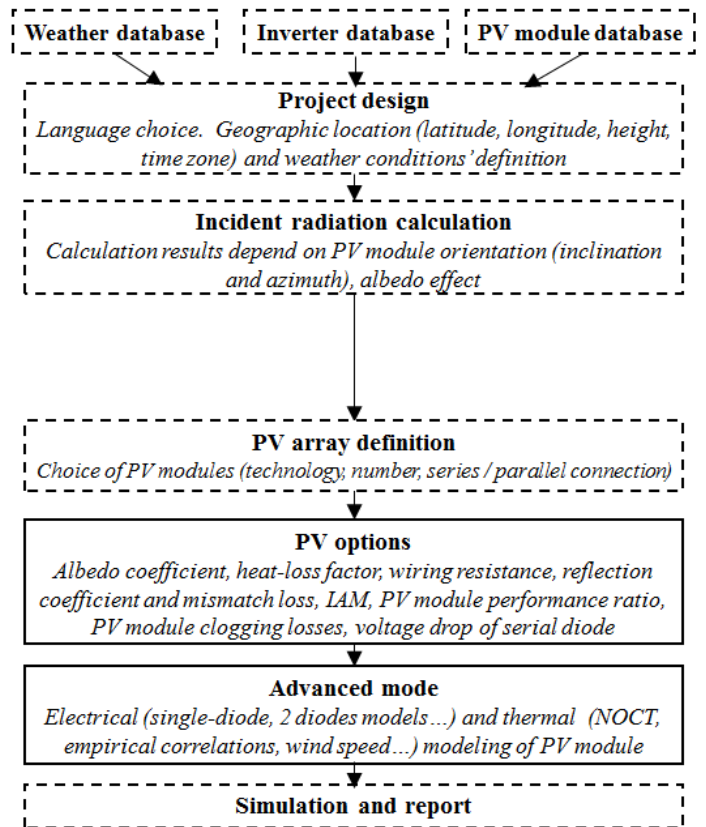 Weather database
Inverter database
PV module database
Project design
Language choice.  Geographic location (latitude, longitude, height,
time zone) and weather conditions' definition
Incident radiation calculation
Calculation results depend on PV module orientation (inclination
and azimuth), albedo effect
PV array definition
Choice of PV modules (technology, number, series / parallel connection)
PV options
Albedo coefficient, heat-loss factor, wiring resistance, reflection
coefficient and mismatch loss, IAM, PV module performance ratio,
PV module clogging losses, voltage drop of serial diode
Advanced mode
Electrical (single-diode, 2 diodes models…) and thermal  (NOCT,
empirical correlations, wind speed…) modeling of PV module
Simulation and report